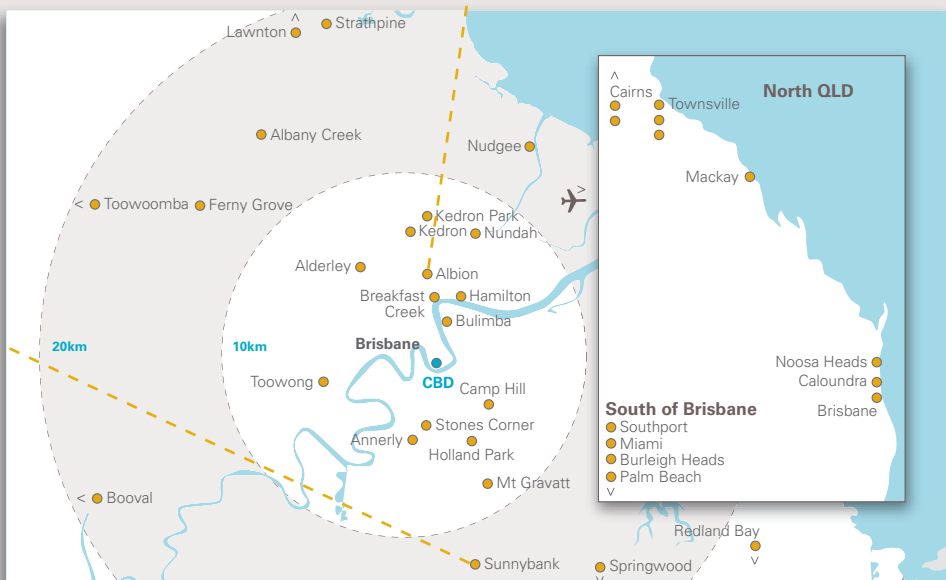 ^
Lawnton
Strathpine
Albany Creek
Nudgee
>
< Toowoomba
Ferny Grove
Kedron Park
Kedron
Nundah
Alderley
Albion
Breakfast
Creek
Hamilton
Bulimba
Brisbane
20km
10km
CBD
Toowong
Camp Hill
Stones Corner
Annerly
Holland Park
Mt Gravatt
< Booval
Sunnybank
Springwood
v
Redland Bay
v
North QLD
^
Cairns
Townsville
Mackay
Noosa Heads
Caloundra
Brisbane
South of Brisbane
Southport
Miami
Burleigh Heads
Palm Beach
v